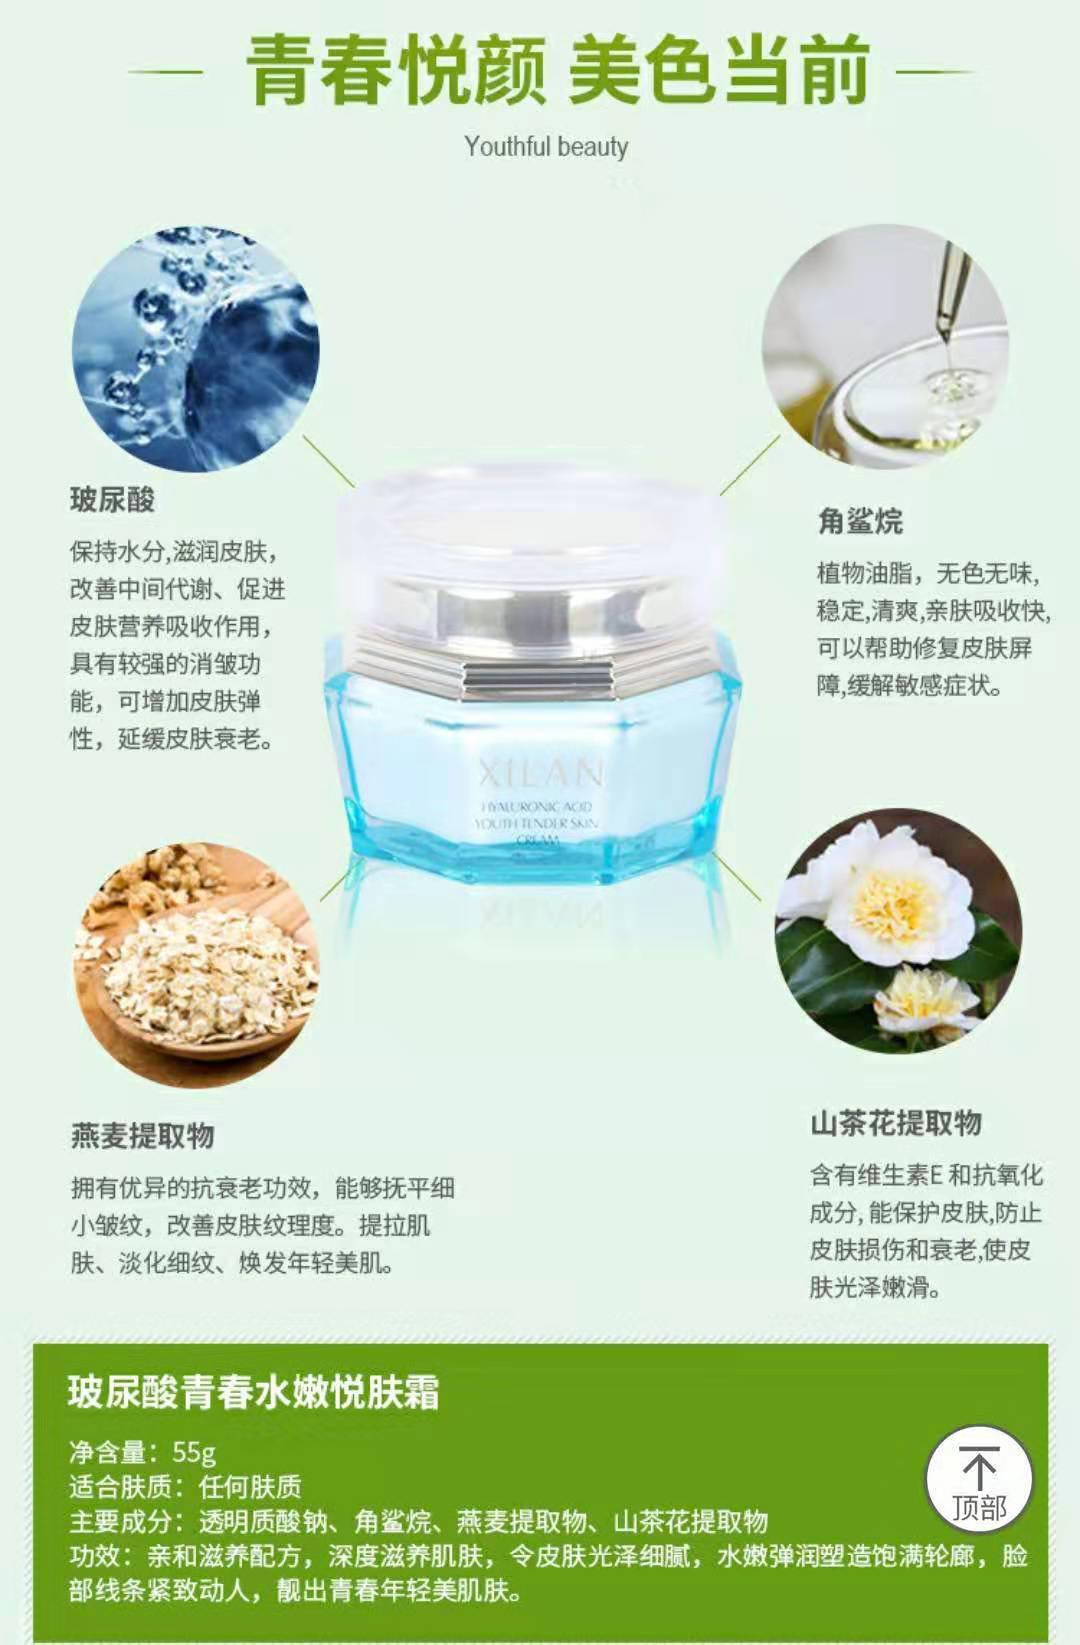 青春悦颜 美色当前
Youthful beauty
玻尿酸
保持水分,滋润皮肤，
改善中间代谢、促进
皮肤营养吸收作用，
具有较强的消皱功
能，可增加皮肤弹
性，延缓皮肤衰老。
角鲨烷
植物油脂，无色无味,
稳定,清爽,亲肤吸收快,
可以帮助修复皮肤屏
障,缓解敏感症状。
XILAN
HYALURONIC ACID
YOUTH TENDER SKIN
CREAM
燕麦提取物
拥有优异的抗衰老功效，能够抚平细
小皱纹，改善皮肤纹理度。提拉肌
肤、淡化细纹、焕发年轻美肌。
山茶花提取物
含有维生素E 和抗氧化
成分, 能保护皮肤,防止
皮肤损伤和衰老,使皮
肤光泽嫩滑。
玻尿酸青春水嫩悦肤霜
净含量：55g
适合肤质：任何肤质
主要成分：透明质酸钠、角鲨烷、燕麦提取物、山茶花提取物
功效：亲和滋养配方，深度滋养肌肤，令皮肤光泽细腻，水嫩弹润塑造饱满轮廊，脸
部线条紧致动人，靓出青春年轻美肌肤。
顶部